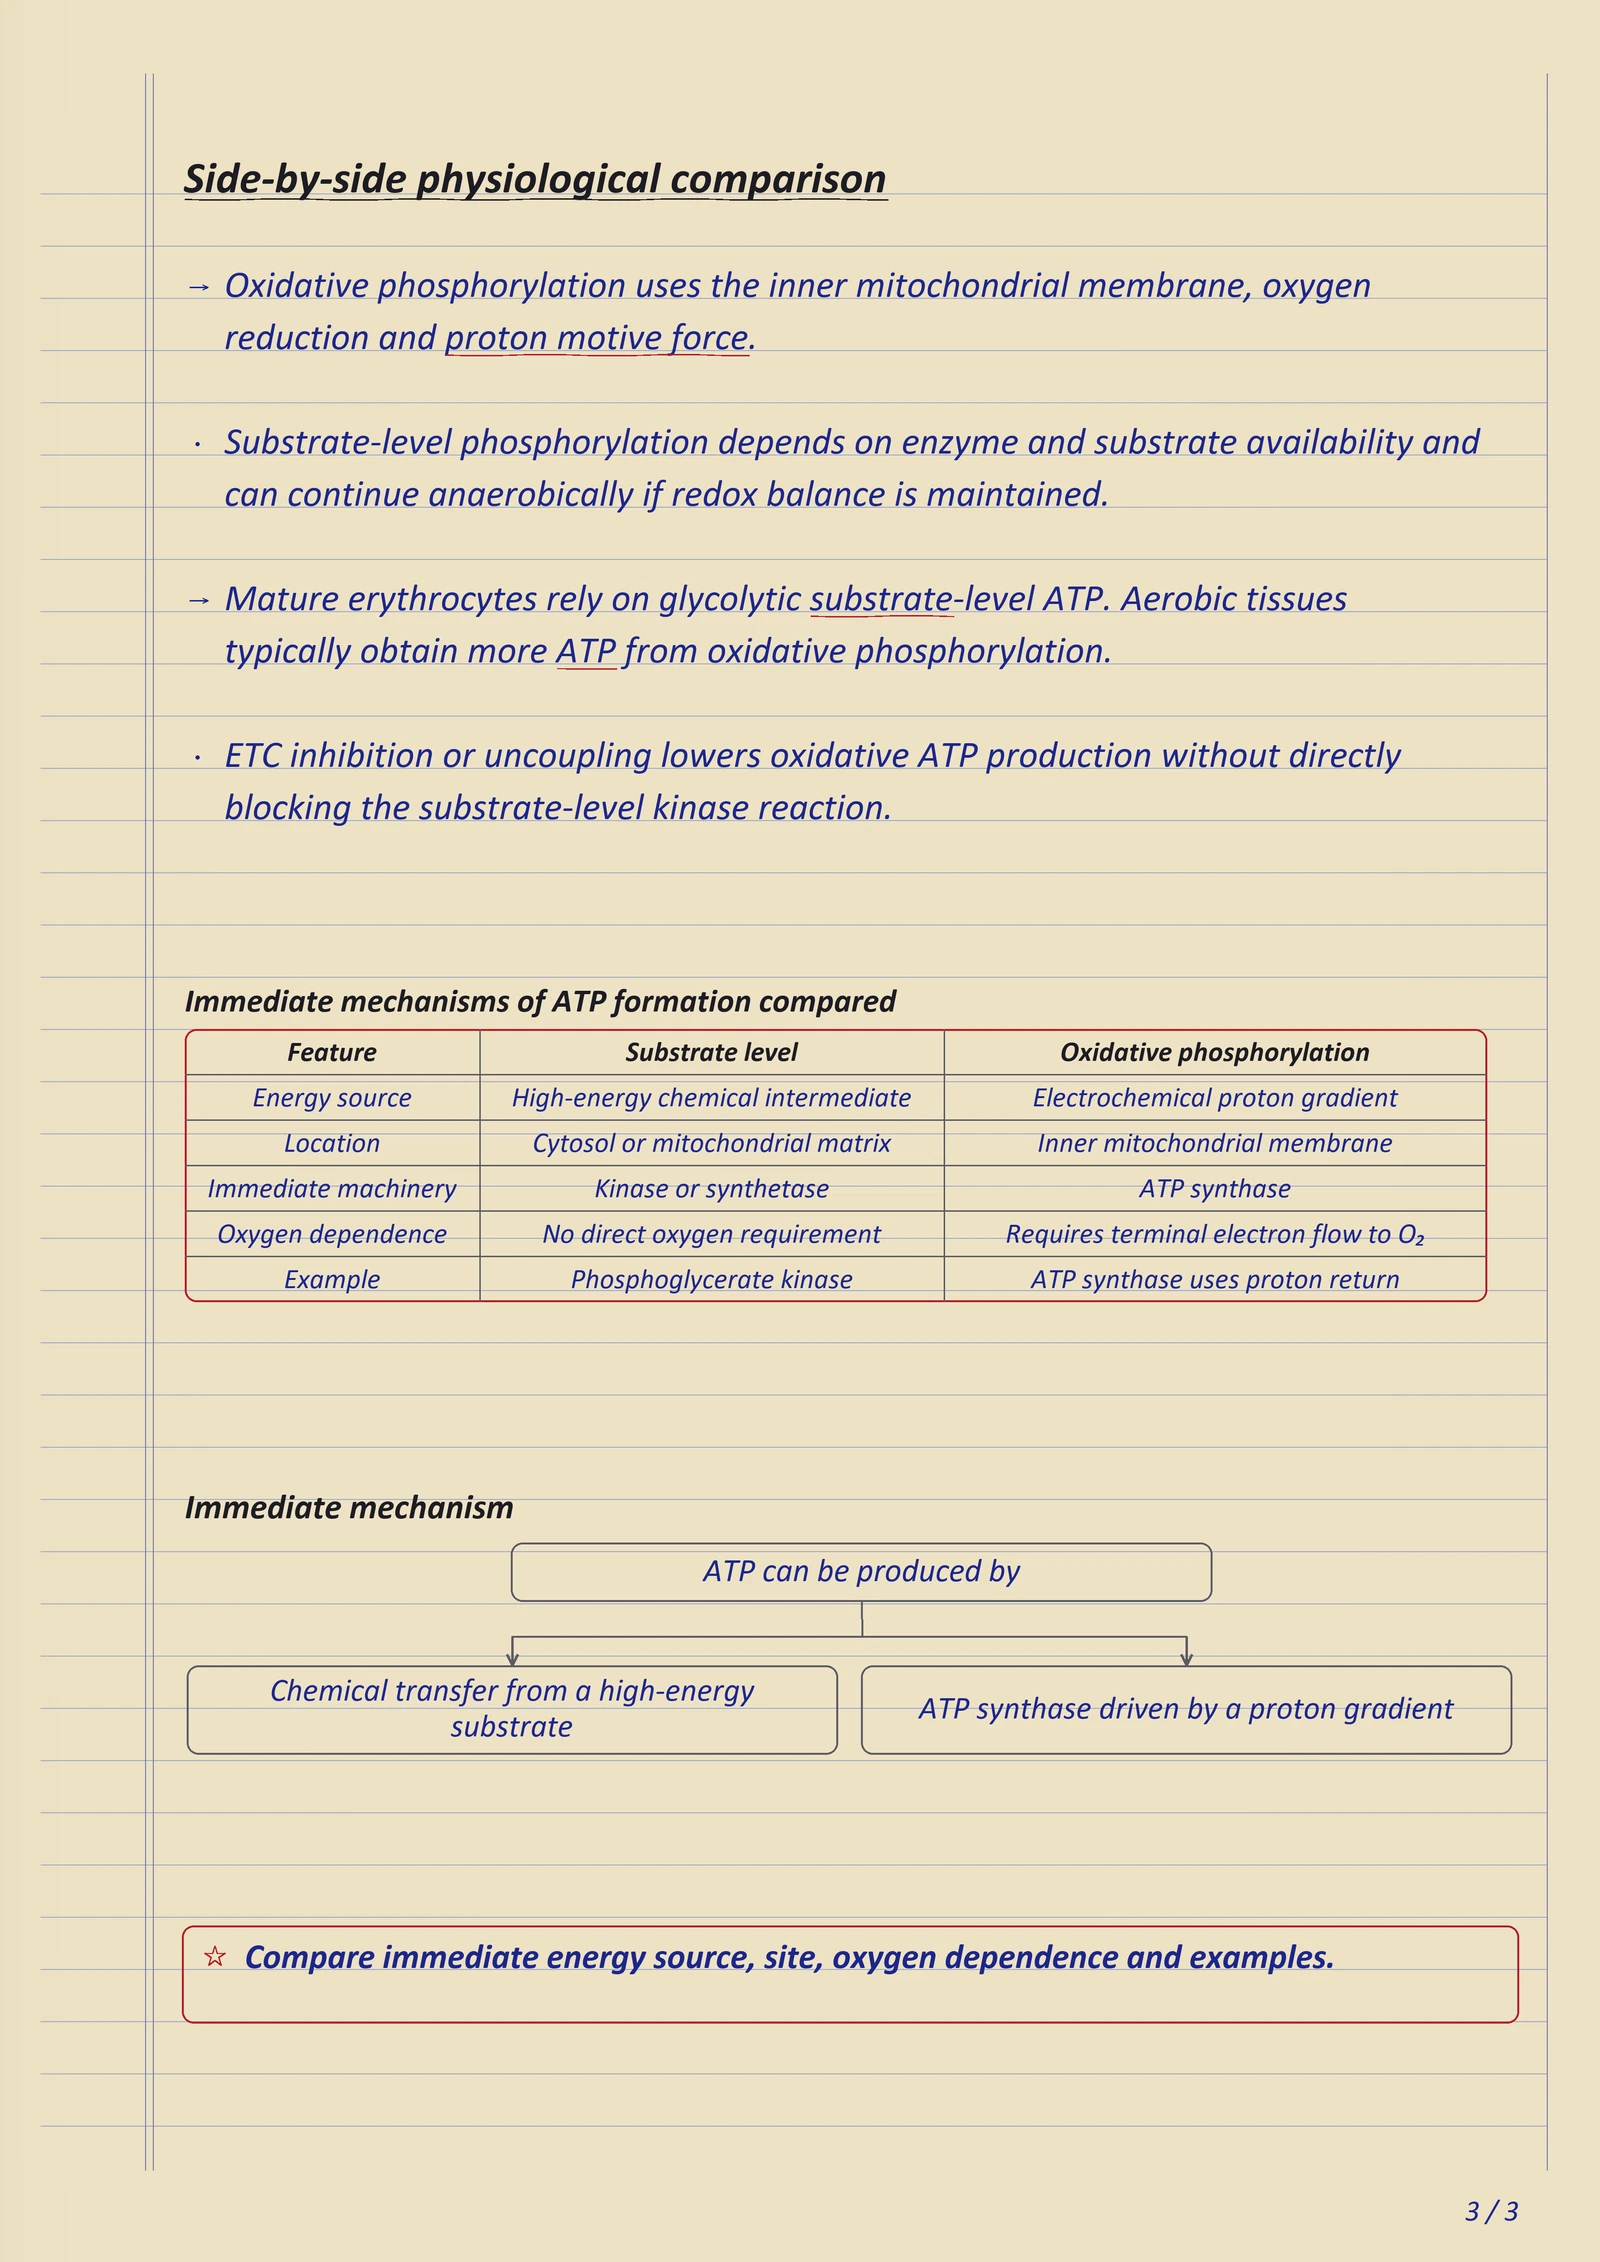 Side-by-side physiological comparison
→ Oxidative phosphorylation uses the inner mitochondrial membrane, oxygen
reduction and proton motive force.
· Substrate-level phosphorylation depends on enzyme and substrate availability and
can continue anaerobically if redox balance is maintained.
→ Mature erythrocytes rely on glycolytic substrate-level ATP. Aerobic tissues
typically obtain more ATP from oxidative phosphorylation.
· ETC inhibition or uncoupling lowers oxidative ATP production without directly
blocking the substrate-level kinase reaction.
Immediate mechanisms of ATP formation compared
Feature Substrate level Oxidative phosphorylation
Energy source High-energy chemical intermediate Electrochemical proton gradient
Location Cytosol or mitochondrial matrix Inner mitochondrial membrane
Immediate machinery Kinase or synthetase ATP synthase
Oxygen dependence No direct oxygen requirement Requires terminal electron flow to O₂
Example Phosphoglycerate kinase ATP synthase uses proton return
Immediate mechanism
ATP can be produced by
Chemical transfer from a high-energy
substrate
ATP synthase driven by a proton gradient
☆ Compare immediate energy source, site, oxygen dependence and examples.
3 / 3